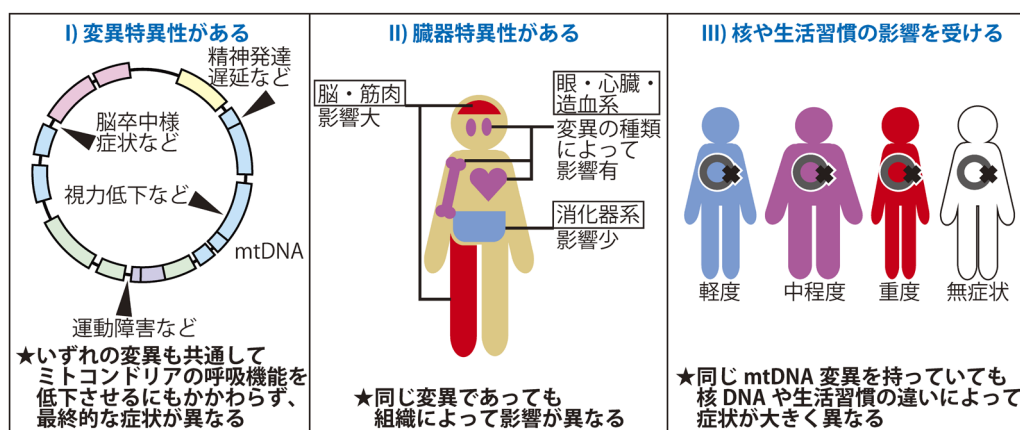 I) 変異特異性がある
精神発達
遅延など
脳卒中様
症状など
視力低下など
mtDNA
運動障害など
★いずれの変異も共通して
ミトコンドリアの呼吸機能を
低下させるにもかかわらず、
最終的な症状が異なる
II) 臓器特異性がある
脳・筋肉
影響大
眼・心臓・
造血系
変異の種類
によって
影響有
消化器系
影響少
★同じ変異であっても
組織によって影響が異なる
III) 核や生活習慣の影響を受ける
軽度
中程度
重度
無症状
★同じ mtDNA 変異を持っていても
核 DNA や生活習慣の違いによって
症状が大きく異なる